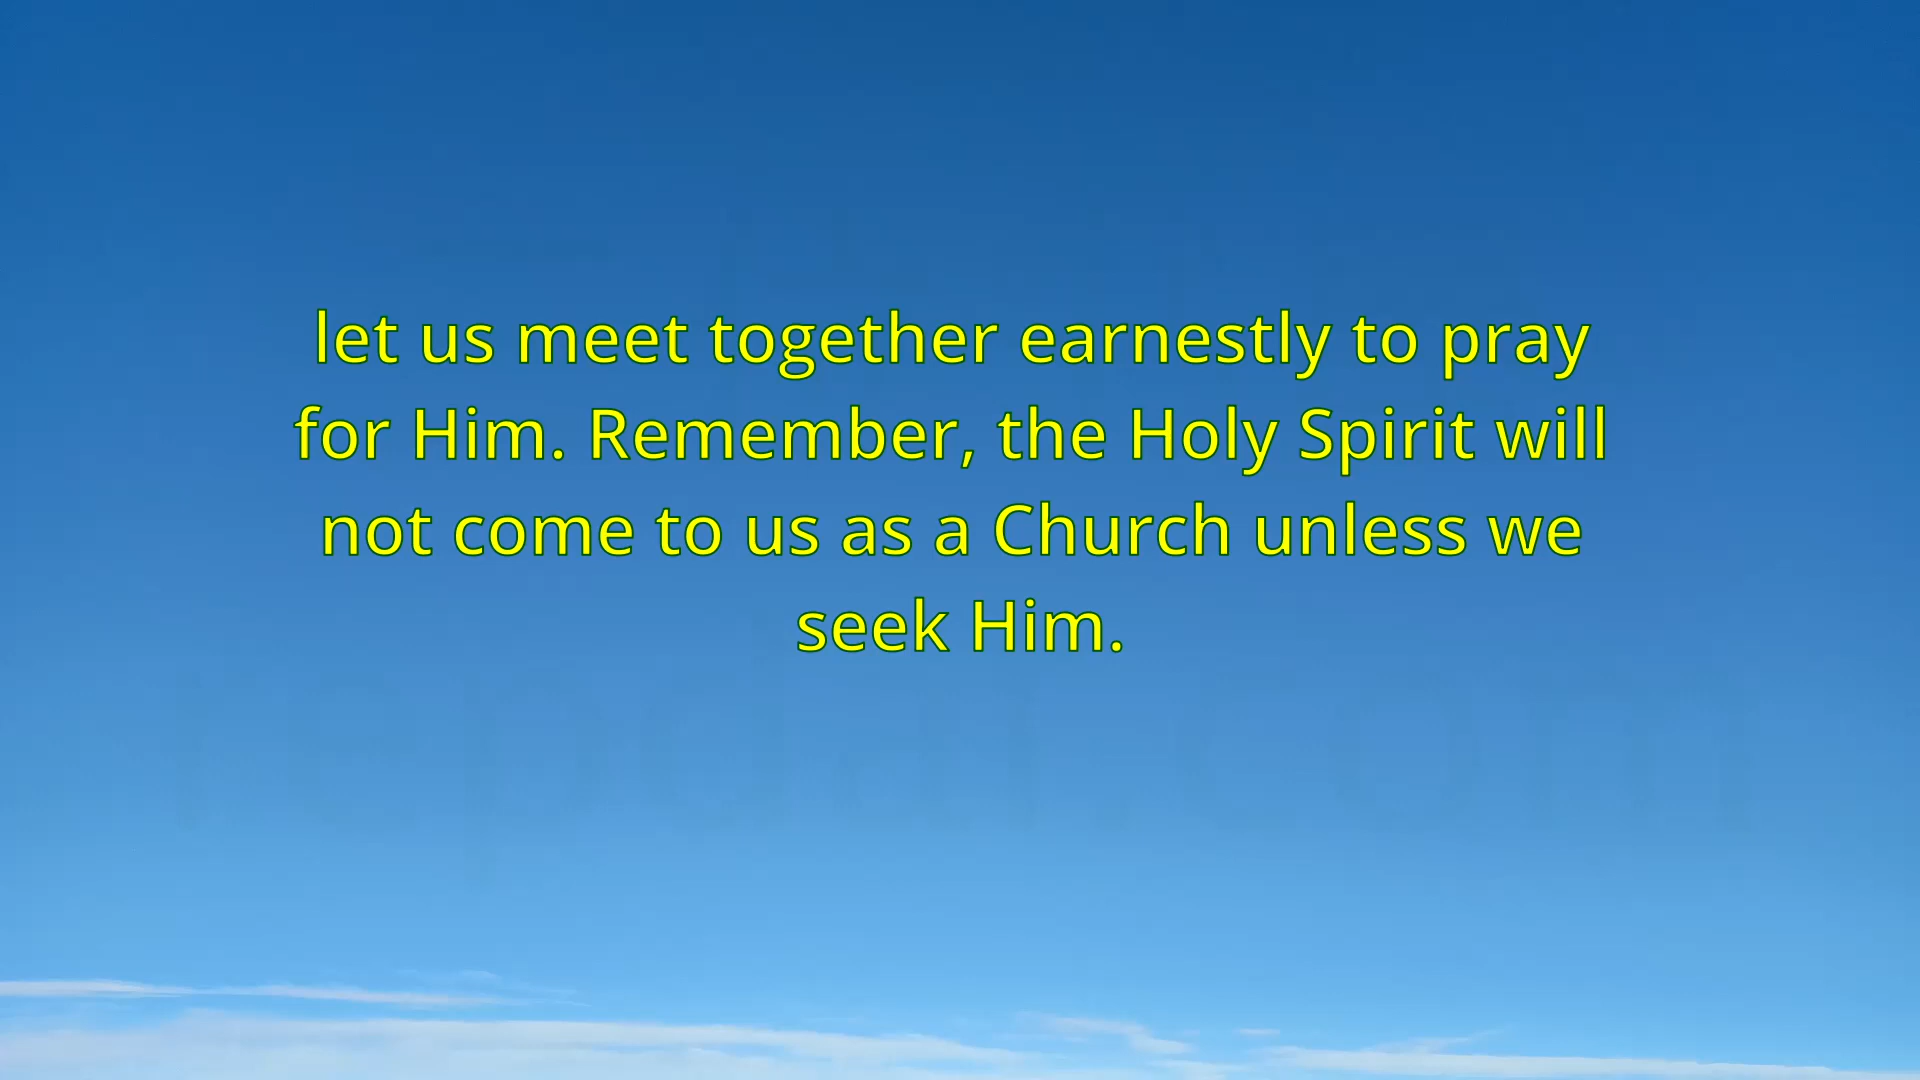 let us meet together earnestly to pray
for Him. Remember, the Holy Spirit will
not come to us as a Church unless we
seek Him.